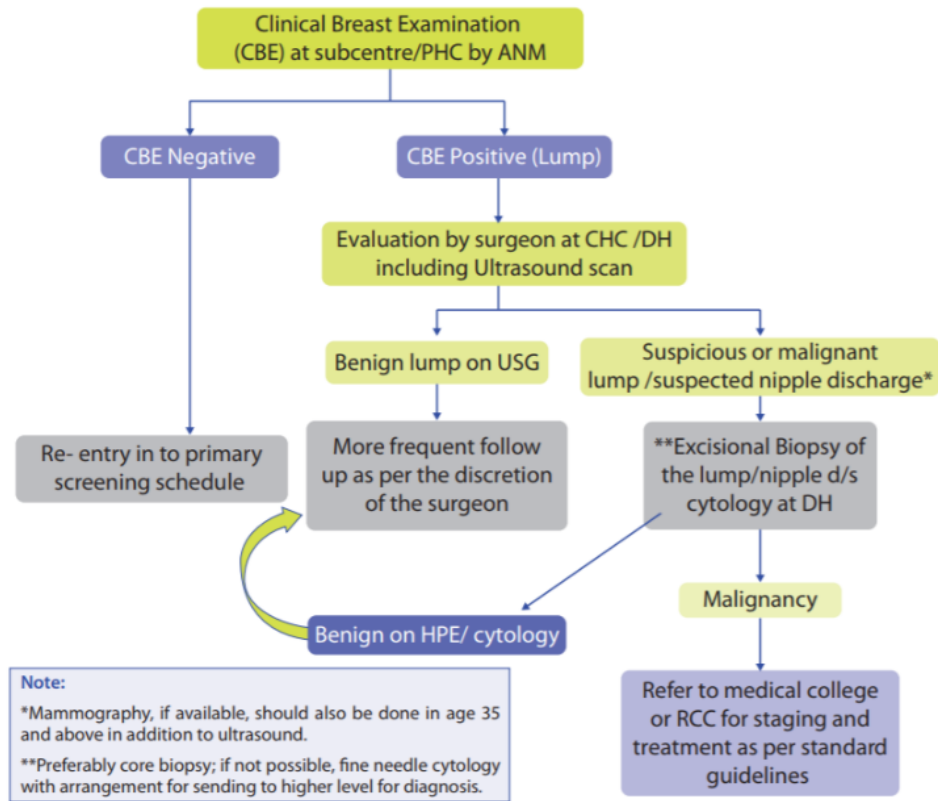 Clinical Breast Examination
(CBE) at subcentre/PHC by ANM
CBE Negative
CBE Positive (Lump)
Evaluation by surgeon at CHC /DH
including Ultrasound scan
Benign lump on USG
Suspicious or malignant
lump /suspected nipple discharge*
Re- entry in to primary
screening schedule
More frequent follow
up as per the discretion
of the surgeon
**Excisional Biopsy of
the lump/nipple d/s
cytology at DH
Benign on HPE/ cytology
Malignancy
Refer to medical college
or RCC for staging and
treatment as per standard
guidelines
Note:
*Mammography, if available, should also be done in age 35
and above in addition to ultrasound.
**Preferably core biopsy; if not possible, fine needle cytology
with arrangement for sending to higher level for diagnosis.